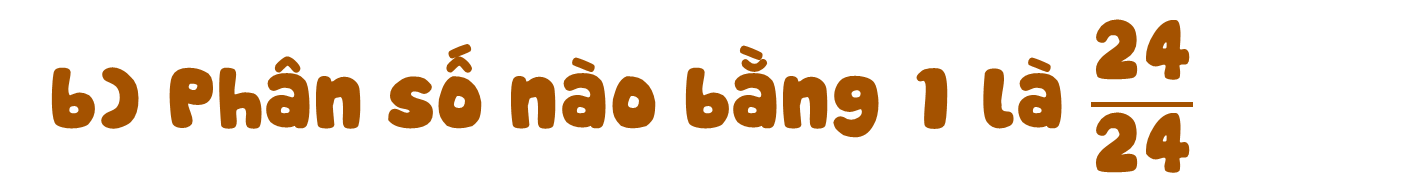 b) Phân số nào bằng 1 là 24/24